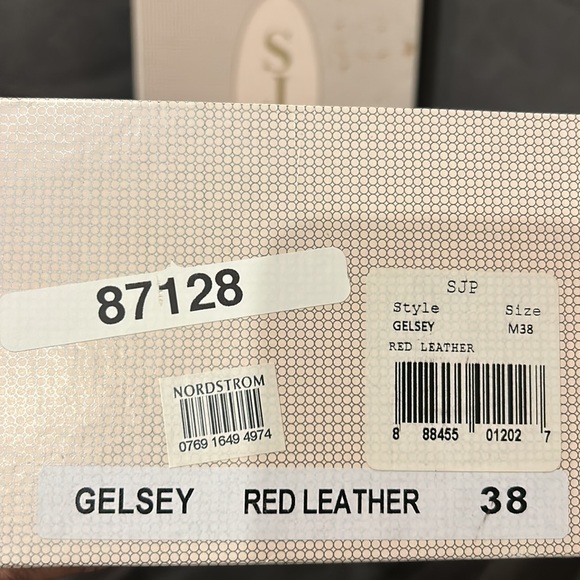 SJ
87128
SJP
Style Size
GELSEY M38
RED LEATHER
8 88455 01202 7
NORDSTROM
0769 1649 4974
GELSEY RED LEATHER 38